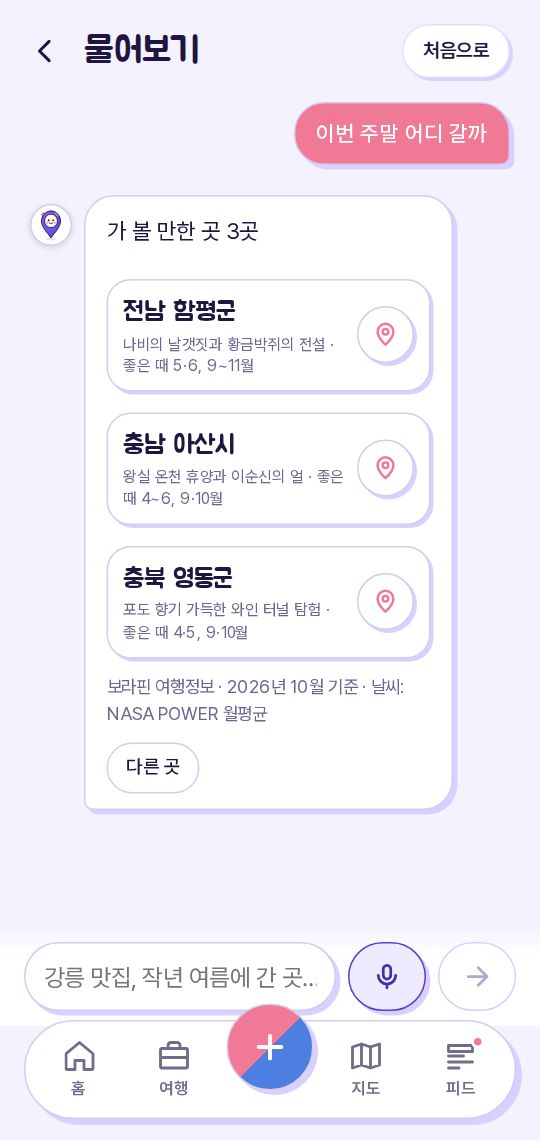 물어보기
처음으로
이번 주말 어디 갈까
가 볼 만한 곳 3곳
전남 함평군
나비의 날갯짓과 황금박쥐의 전설 ·
좋은 때 5·6, 9~11월
충남 아산시
왕실 온천 휴양과 이순신의 얼 · 좋은
때 4~6, 9·10월
충북 영동군
포도 향기 가득한 와인 터널 탐험 ·
좋은 때 4·5, 9·10월
보라핀 여행정보 · 2026년 10월 기준 · 날씨:
NASA POWER 월평균
다른 곳
강릉 맛집, 작년 여름에 간 곳...
홈
여행
지도
피드